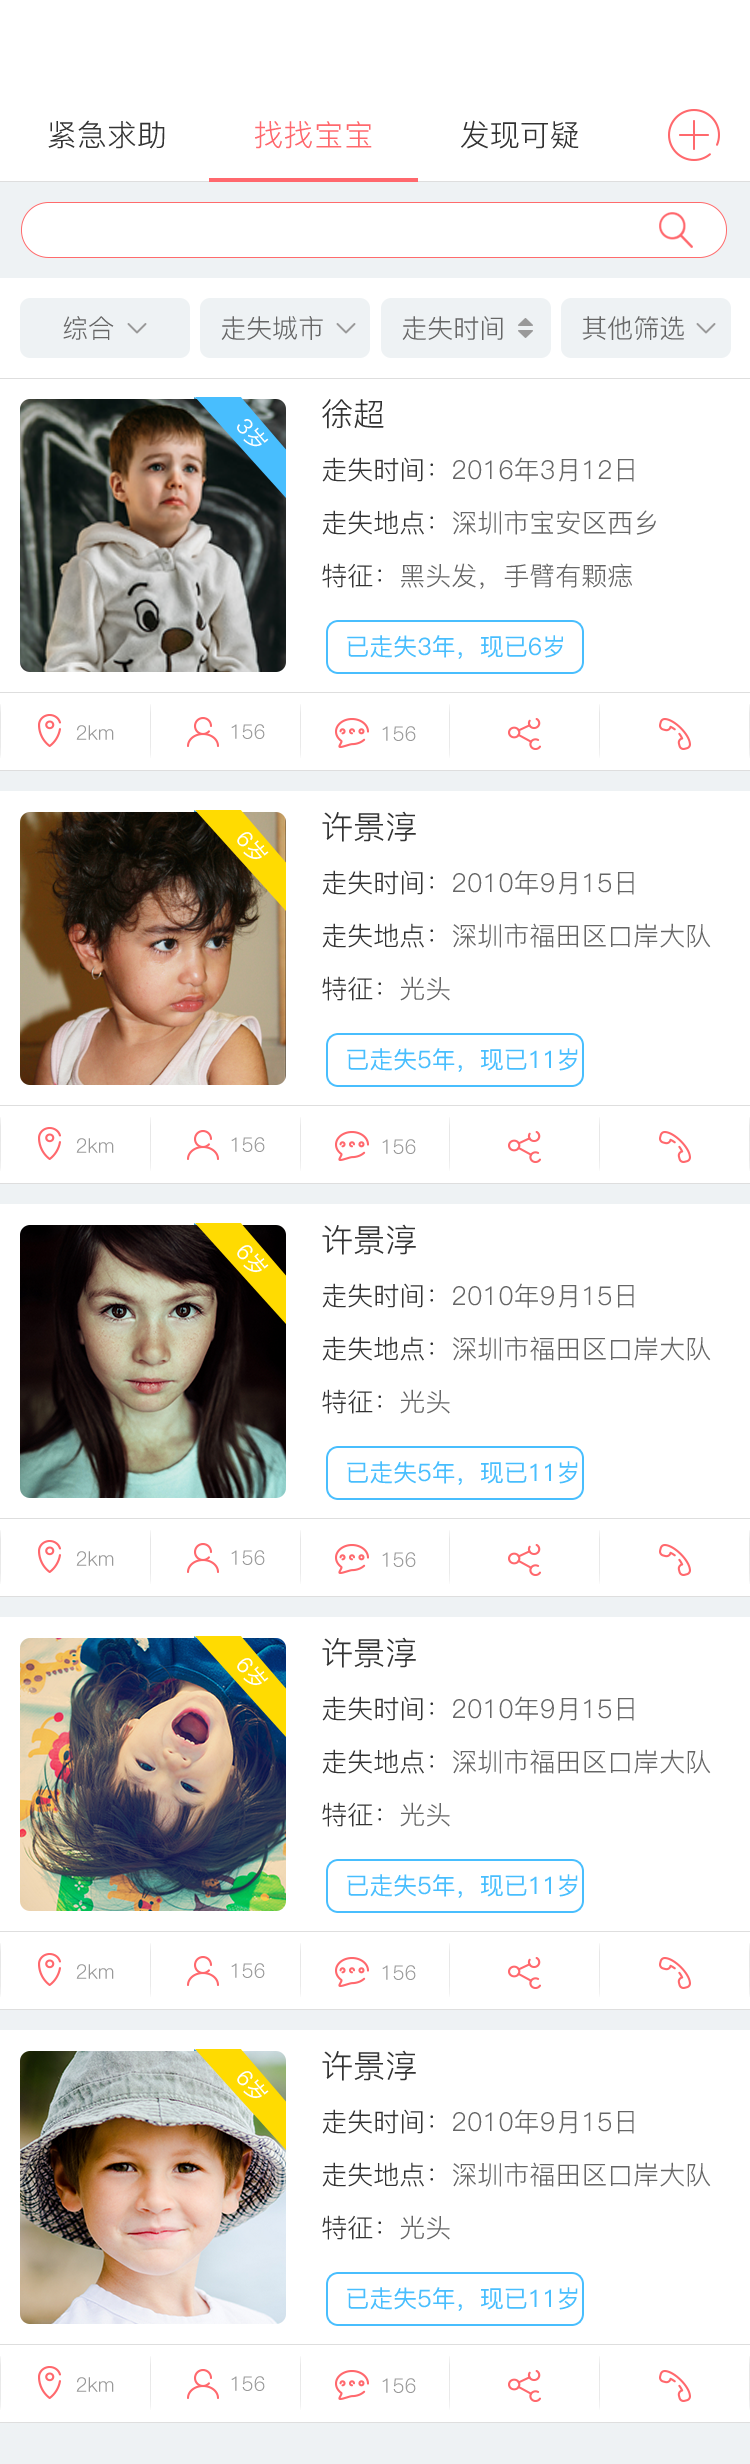 紧急求助 找找宝宝 发现可疑
综合 走失城市 走失时间 其他筛选
3岁
徐超
走失时间：2016年3月12日
走失地点：深圳市宝安区西乡
特征：黑头发，手臂有颗痣
已走失3年，现已6岁
2km 156 156
6岁
许景淳
走失时间：2010年9月15日
走失地点：深圳市福田区口岸大队
特征：光头
已走失5年，现已11岁
2km 156 156
6岁
许景淳
走失时间：2010年9月15日
走失地点：深圳市福田区口岸大队
特征：光头
已走失5年，现已11岁
2km 156 156
6岁
许景淳
走失时间：2010年9月15日
走失地点：深圳市福田区口岸大队
特征：光头
已走失5年，现已11岁
2km 156 156
6岁
许景淳
走失时间：2010年9月15日
走失地点：深圳市福田区口岸大队
特征：光头
已走失5年，现已11岁
2km 156 156